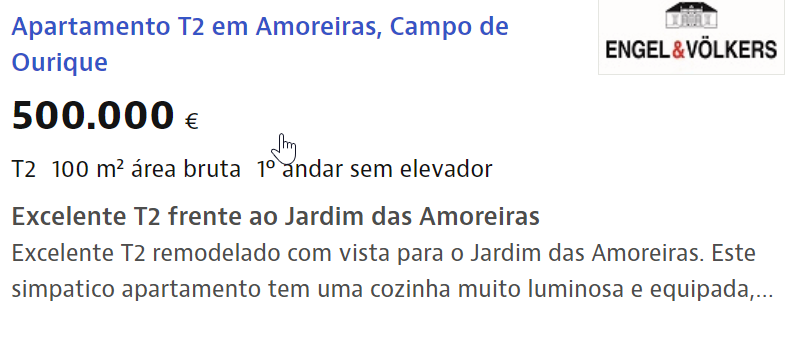 Apartamento T2 em Amoreiras, Campo de
Ourique
ENGEL&VÖLKERS
500.000 €
T2 100 m² área bruta 1º andar sem elevador
Excelente T2 frente ao Jardim das Amoreiras
Excelente T2 remodelado com vista para o Jardim das Amoreiras. Este
simpatico apartamento tem uma cozinha muito luminosa e equipada,...